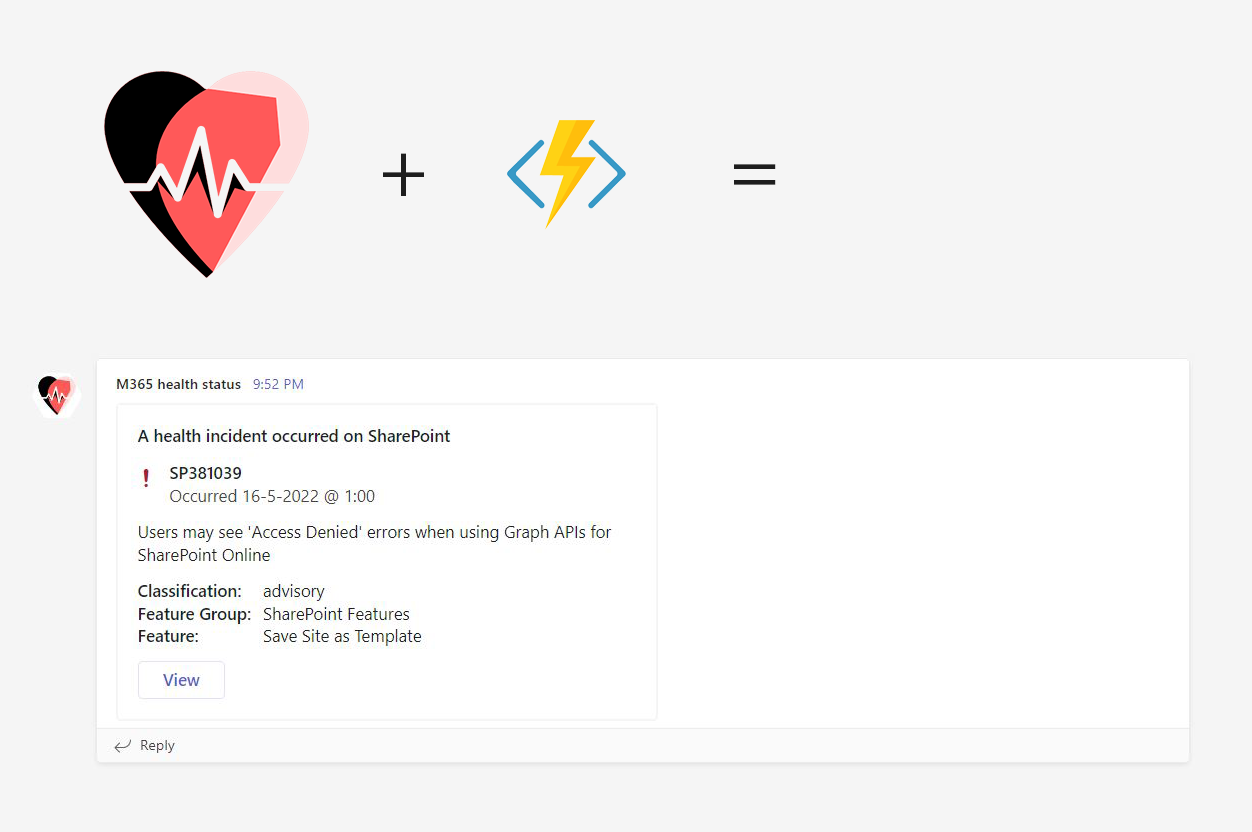 + =
M365 health status 9:52 PM
A health incident occurred on SharePoint
SP381039
Occurred 16-5-2022 @ 1:00
Users may see 'Access Denied' errors when using Graph APIs for
SharePoint Online
Classification: advisory
Feature Group: SharePoint Features
Feature: Save Site as Template
View
Reply